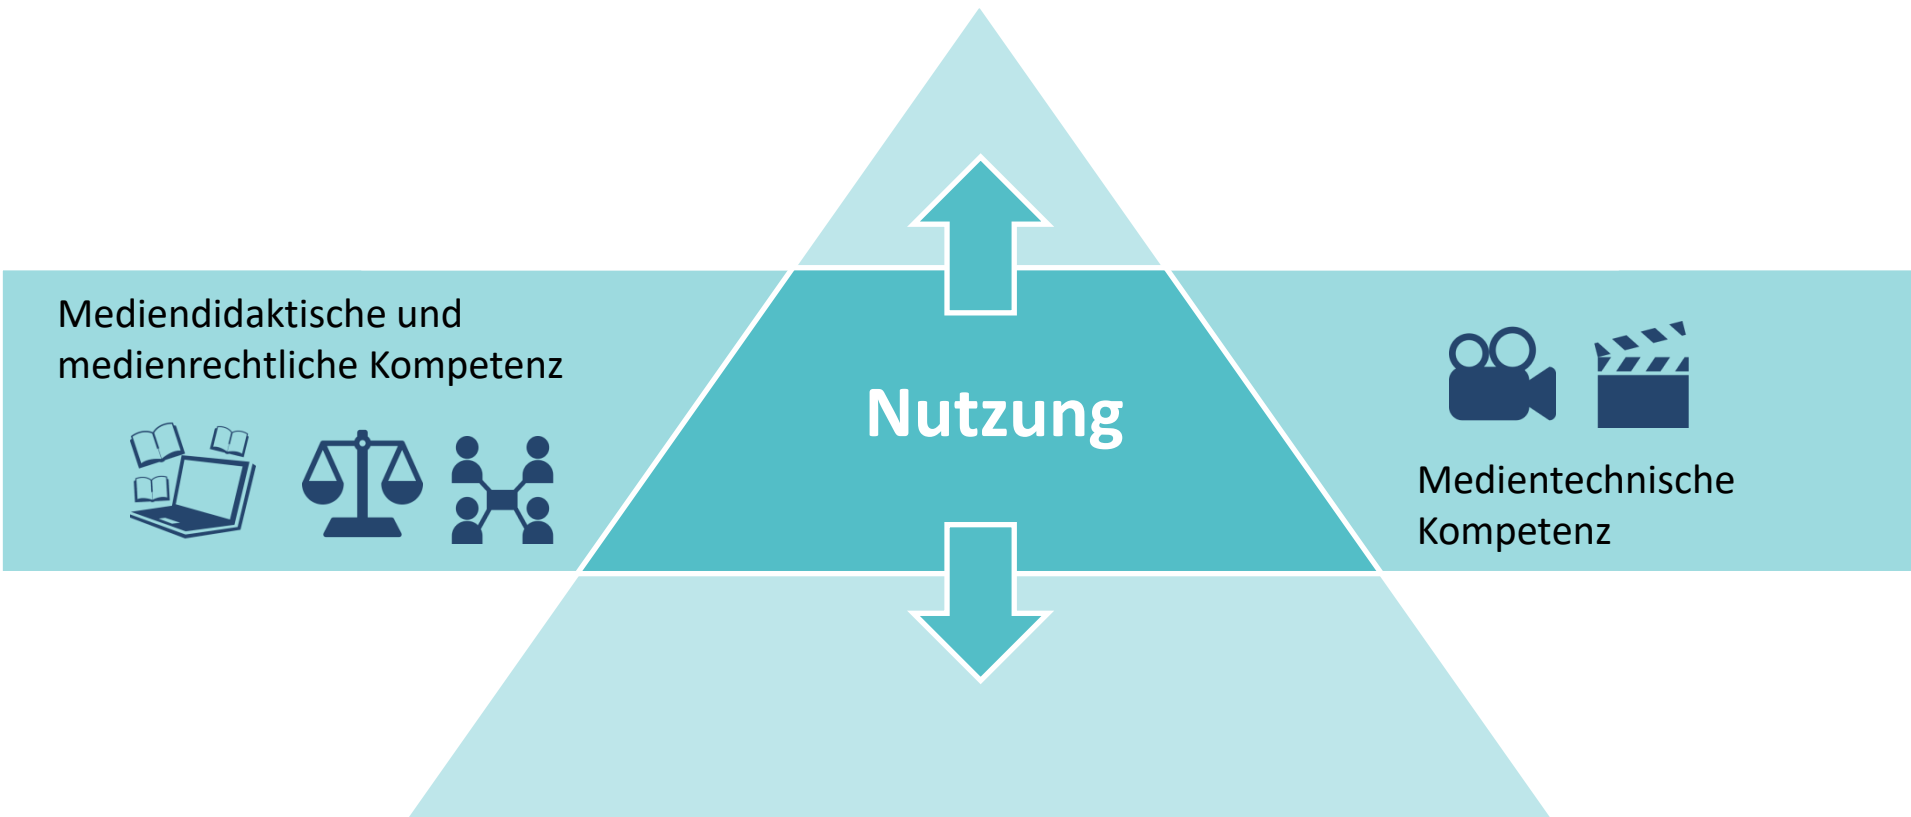 Mediendidaktische und
medienrechtliche Kompetenz
Nutzung
Medientechnische
Kompetenz